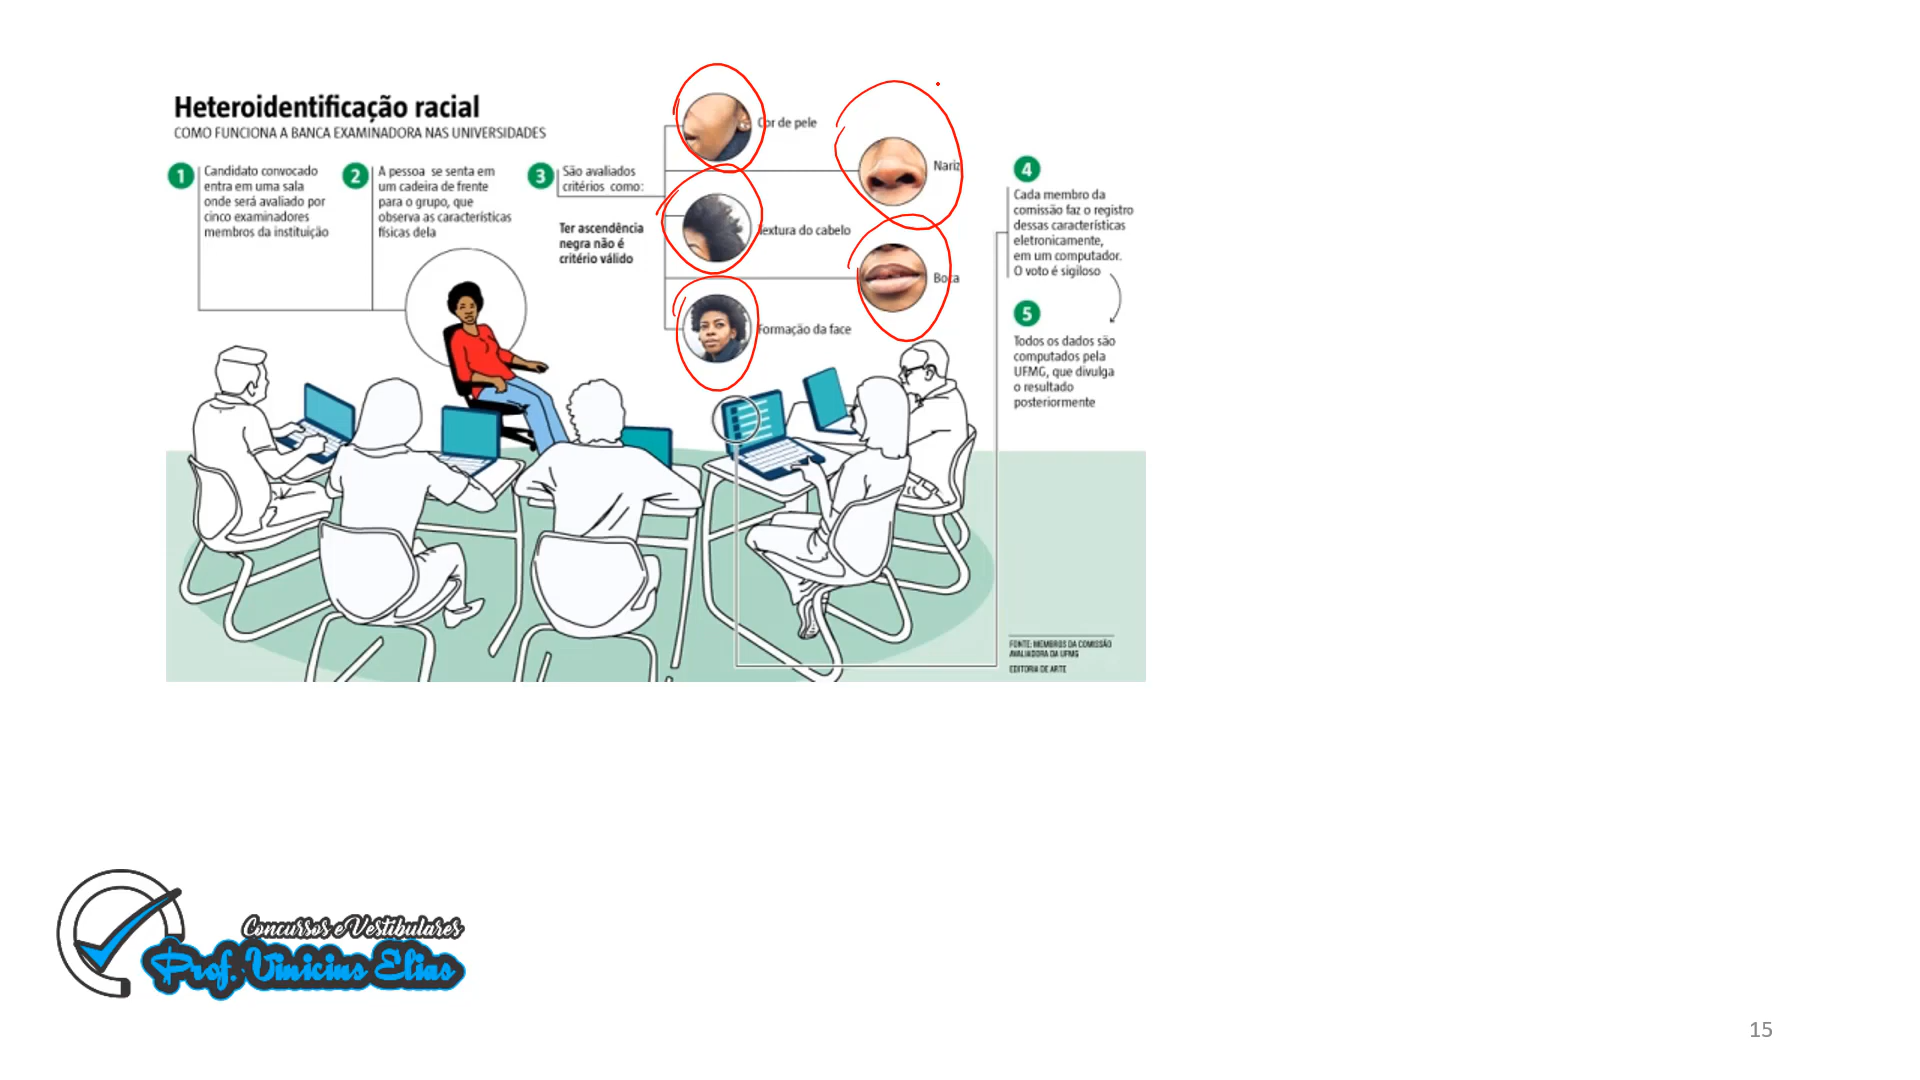 Heteroidentificação racial
COMO FUNCIONA A BANCA EXAMINADORA NAS UNIVERSIDADES
1
Candidato convocado
entra em uma sala
onde será avaliado por
cinco examinadores
membros da instituição
2
A pessoa se senta em
um cadeira de frente
para o grupo, que
observa as características
físicas dela
3
São avaliados
critérios como:
Ter ascendência
negra não é
critério válido
Cor de pele
Nariz
Textura do cabelo
Boca
Formação da face
4
Cada membro da
comissão faz o registro
dessas características
eletronicamente,
em um computador.
O voto é sigiloso
5
Todos os dados são
computados pela
UFMG, que divulga
o resultado
posteriormente
FONTE: MEMBROS DA COMISSÃO
AVALIADORA DA UFMG
EDITORIA DE ARTE
Concursos e Vestibulares
Prof. Vinicius Elias
15